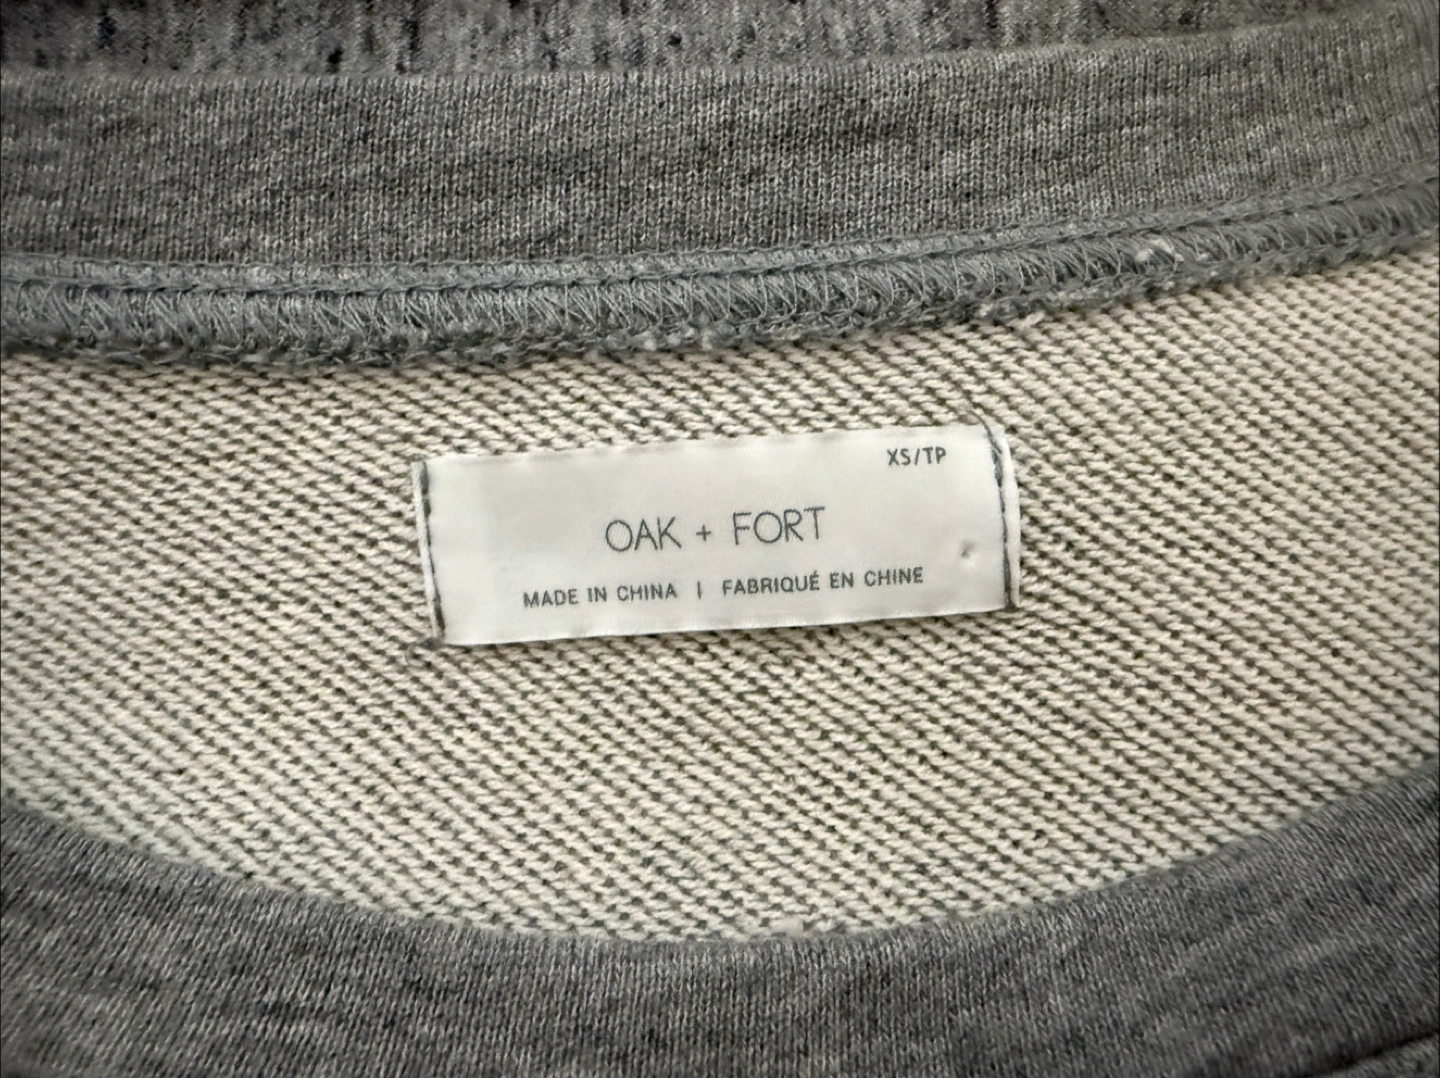 XS/TP
OAK + FORT
MADE IN CHINA | FABRIQUÉ EN CHINE